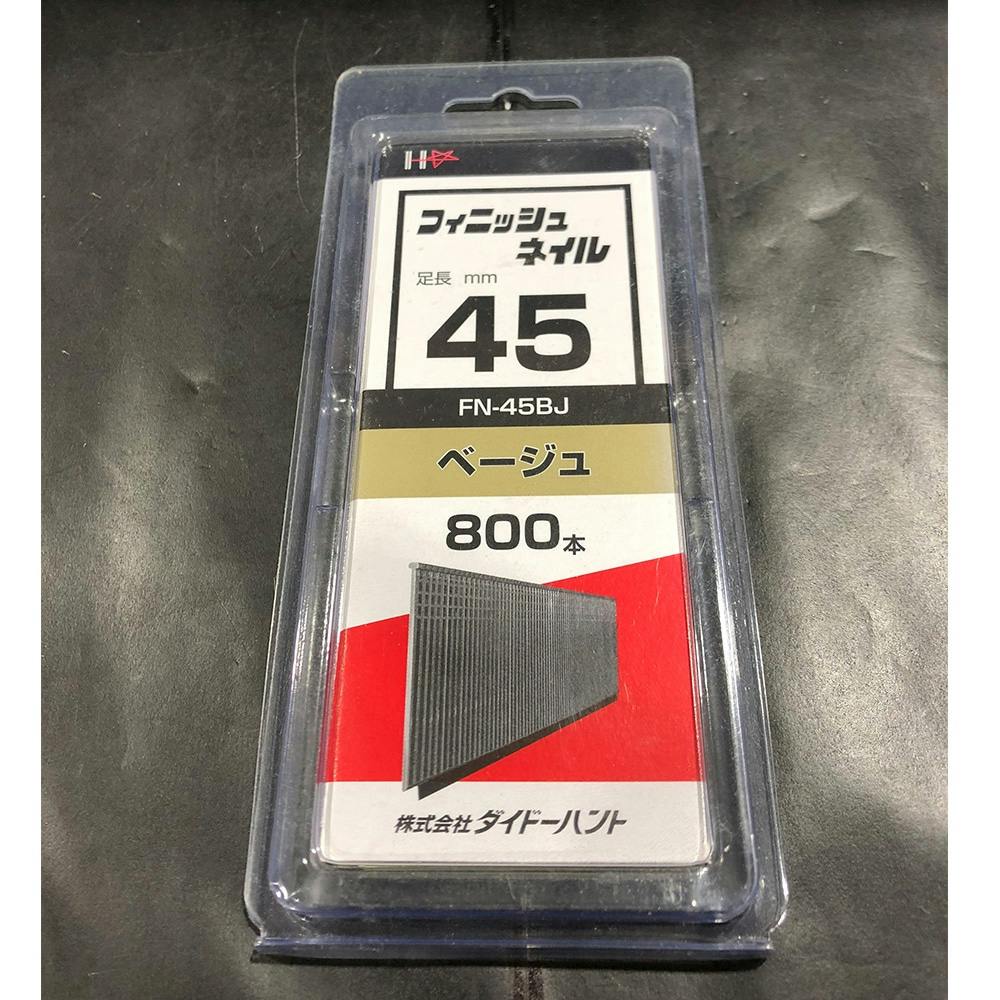 H
フィニッシュ
ネイル
足長 mm
45
FN-45BJ
ベージュ
800本
株式会社ダイドーハント